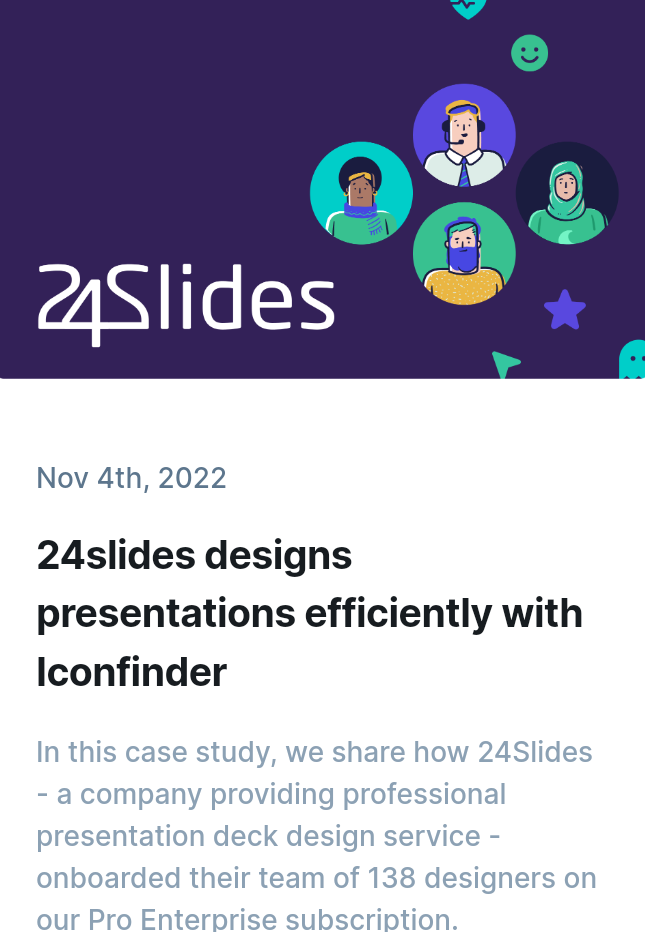 24Slides
Nov 4th, 2022
24slides designs
presentations efficiently with
Iconfinder
In this case study, we share how 24Slides
- a company providing professional
presentation deck design service -
onboarded their team of 138 designers on
our Pro Enterprise subscription.